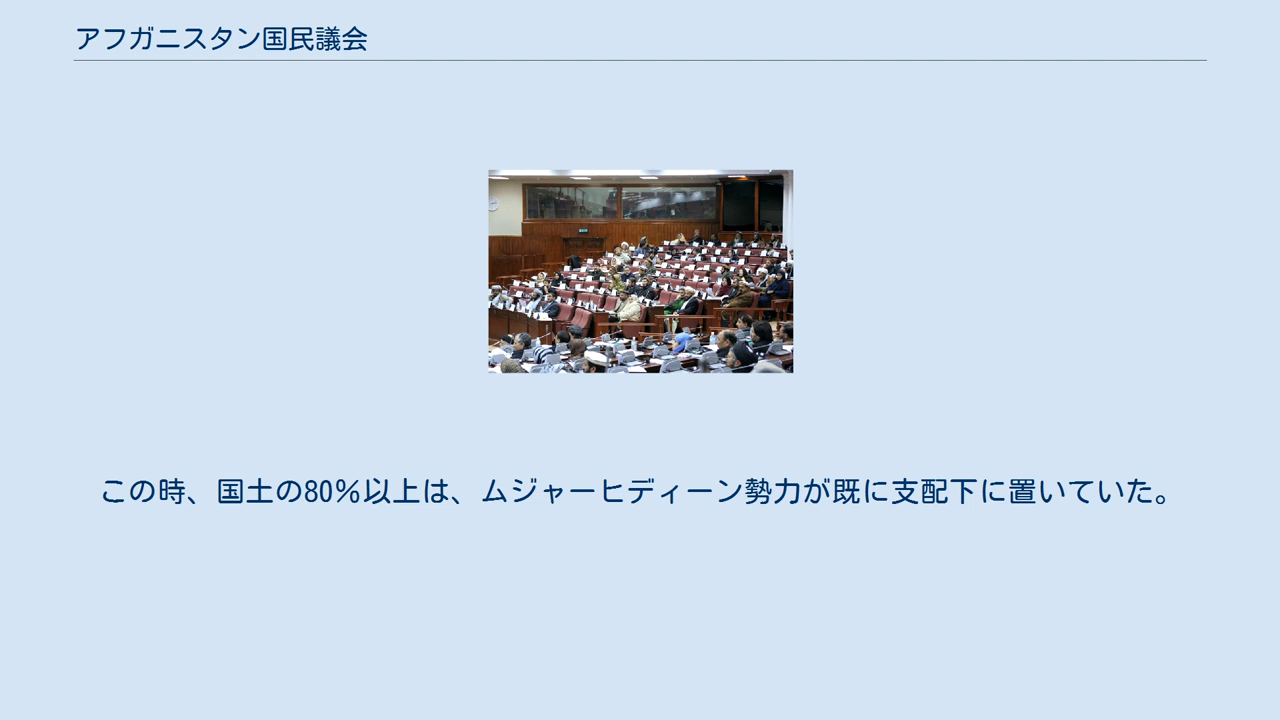 アフガニスタン国民議会
この時、国土の80％以上は、ムジャーヒディーン勢力が既に支配下に置いていた。